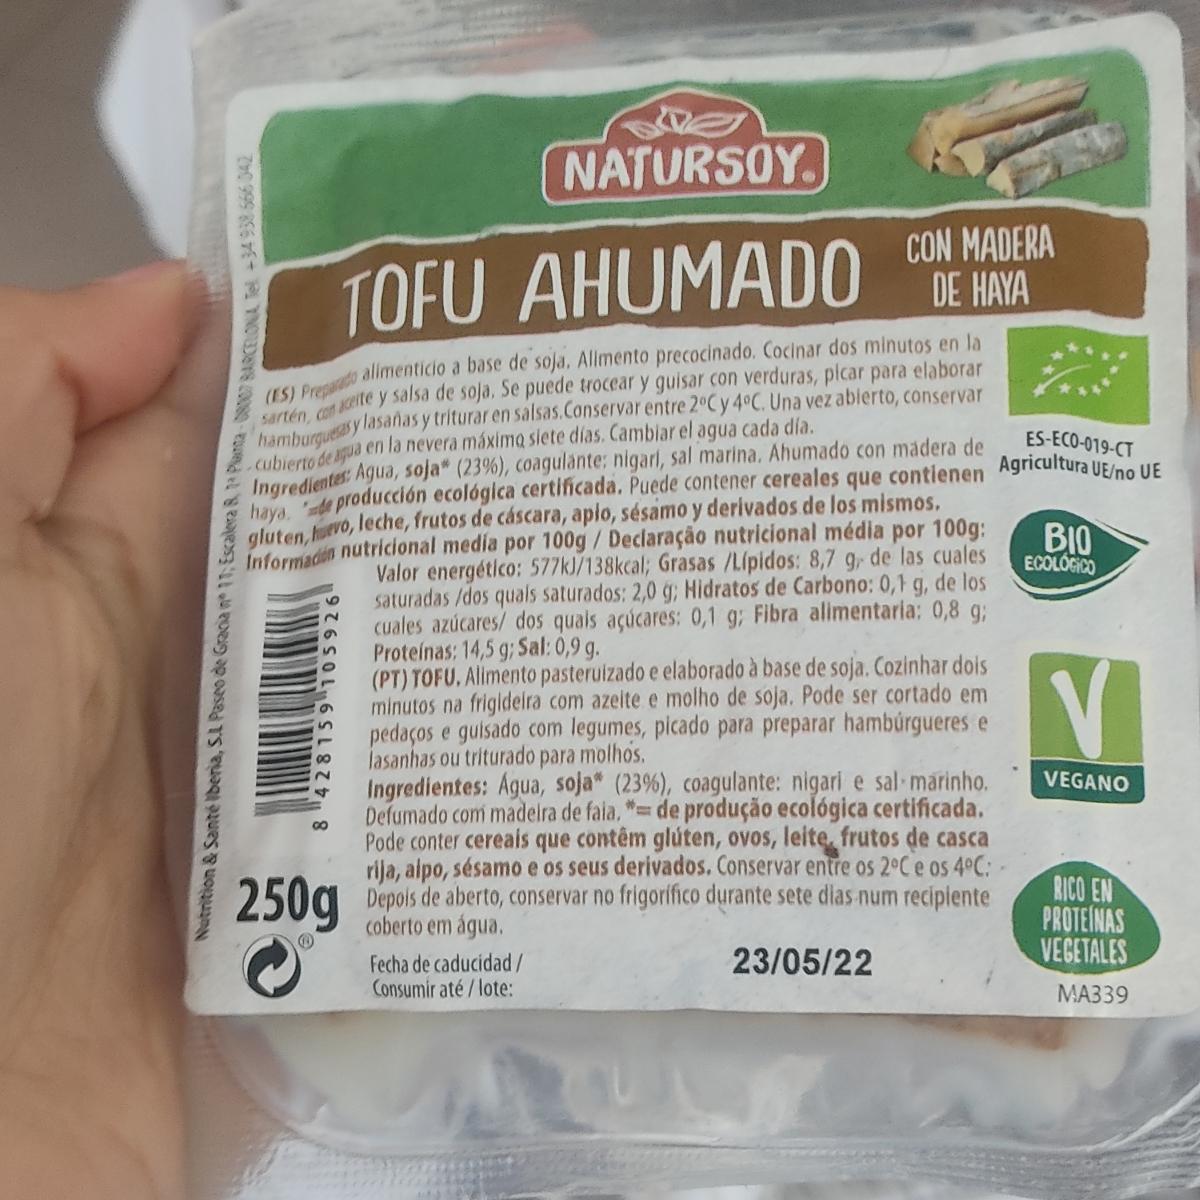 NATURSOY
TOFU AHUMADO
CON MADERA
DE HAYA
(ES) Preparado alimenticio a base de soja. Alimento precocinado. Cocinar dos minutos en la
sartén, con aceite y salsa de soja. Se puede trocear y guisar con verduras, picar para elaborar
hamburguesas y lasañas y triturar en salsas. Conservar entre 2ºC y 4ºC. Una vez abierto, conservar
cubierto de agua en la nevera máximo siete días. Cambiar el agua cada día.
Ingredientes: Agua, soja* (23%), coagulante: nigari, sal marina. Ahumado con madera de
haya. *=de producción ecológica certificada. Puede contener cereales que contienen
gluten, huevo, leche, frutos de cáscara, apio, sésamo y derivados de los mismos.
Información nutricional media por 100g / Declaração nutricional média por 100g:
Valor energético: 577kJ/138kcal; Grasas /Lípidos: 8,7 g, de las cuales
saturadas /dos quais saturados: 2,0 g; Hidratos de Carbono: 0,1 g, de los
cuales azúcares/ dos quais açúcares: 0,1 g; Fibra alimentaria: 0,8 g;
Proteínas: 14,5 g; Sal: 0,9 g.
(PT) TOFU. Alimento pasteruizado e elaborado à base de soja. Cozinhar dois
minutos na frigideira com azeite e molho de soja. Pode ser cortado em
pedaços e guisado com legumes, picado para preparar hambúrgueres e
lasanhas ou triturado para molhos.
Ingredientes: Água, soja* (23%), coagulante: nigari e sal marinho.
Defumado com madeira de faia, *= de produção ecológica certificada.
Pode conter cereais que contêm glúten, ovos, leite, frutos de casca
rija, aipo, sésamo e os seus derivados. Conservar entre os 2ºC e os 4ºC:
Depois de aberto, conservar no frigorífico durante sete dias num recipiente
coberto em água.
Fecha de caducidad /
Consumir até / lote:
23/05/22
ES-ECO-019-CT
Agricultura UE/no UE
BIO
ECOLÓGICO
V
VEGANO
RICO EN
PROTEÍNAS
VEGETALES
MA339
8 428159 105926
250g
Nutrition & Santé Iberia, S.L. Paseo de Gracia nº 11; Escalera B, 1ª Planta - 08007 BARCELONA. Tel. +34 938 666 042